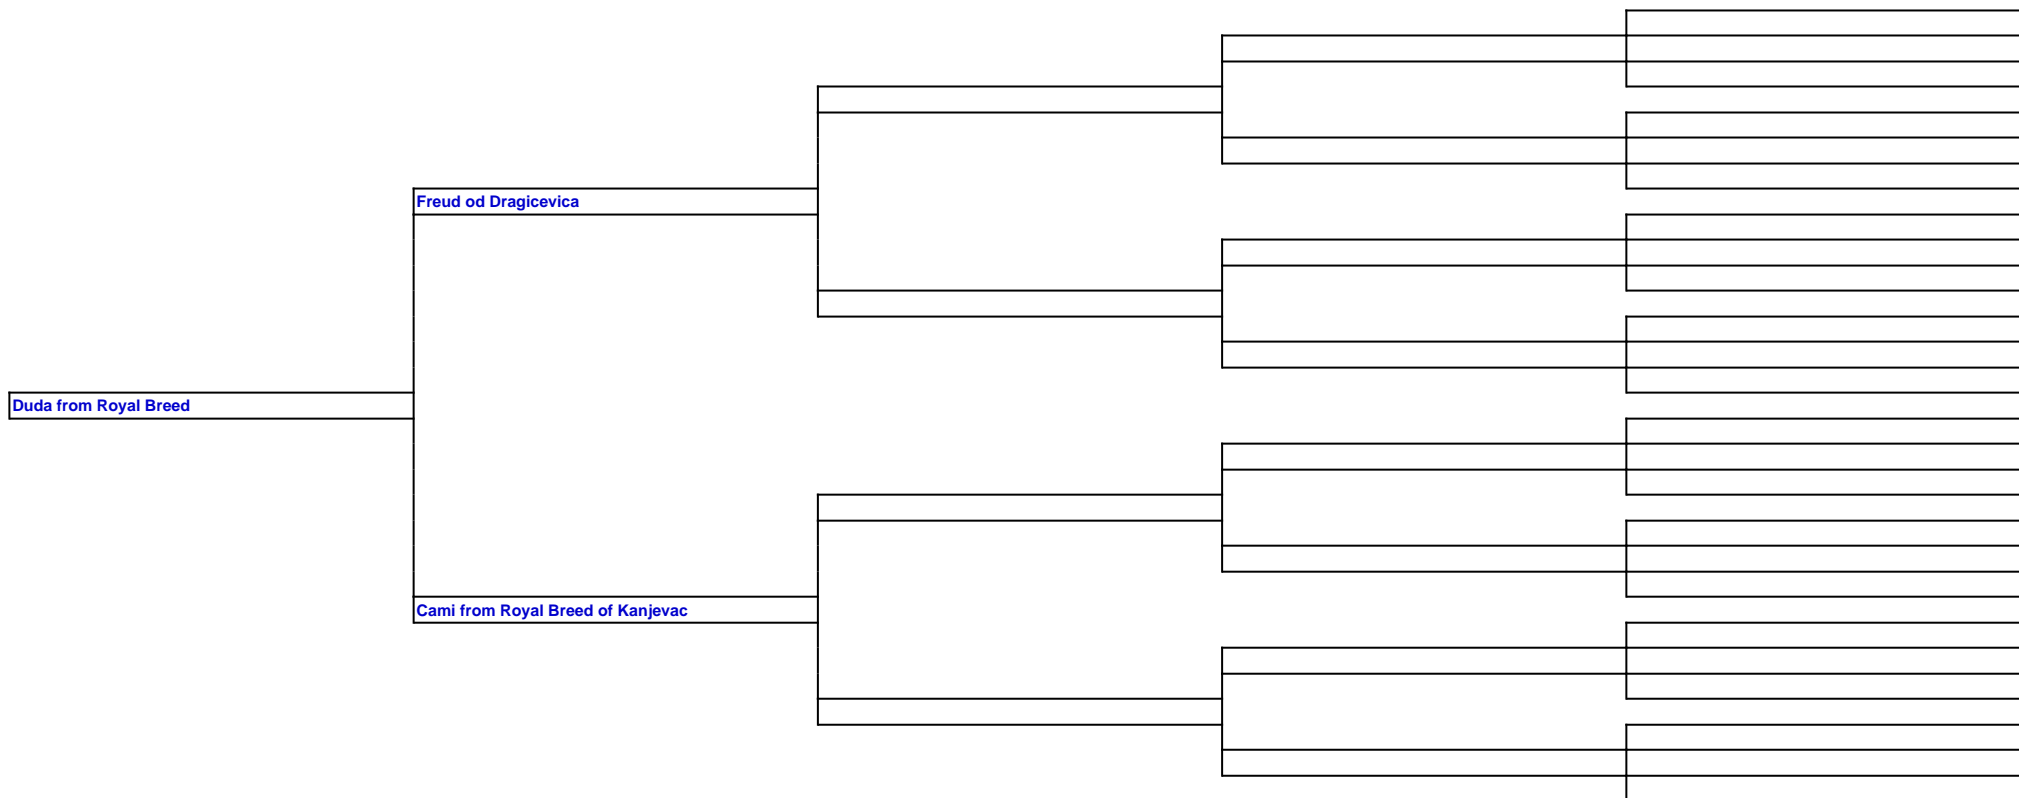 Freud od Dragicevica
Duda from Royal Breed
Cami from Royal Breed of Kanjevac